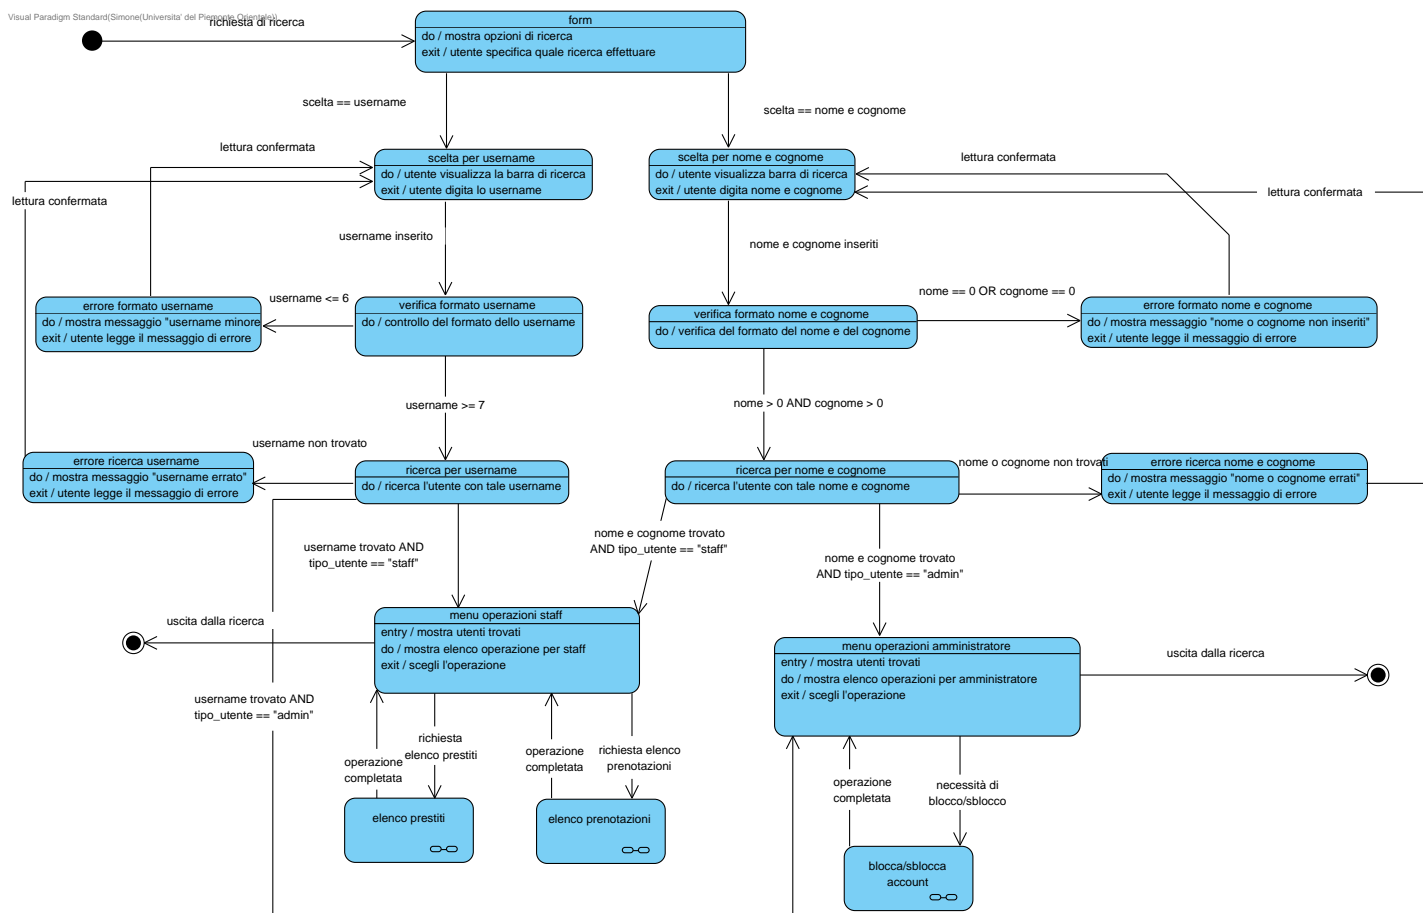 Visual Paradigm Standard(Simone(Universita' del Piemonte Orientale))
richiesta di ricerca
form
do / mostra opzioni di ricerca
exit / utente specifica quale ricerca effettuare
scelta == username
scelta == nome e cognome
lettura confermata
scelta per username
do / utente visualizza la barra di ricerca
exit / utente digita lo username
scelta per nome e cognome
do / utente visualizza barra di ricerca
exit / utente digita nome e cognome
lettura confermata
lettura confermata
lettura confermata
username inserito
nome e cognome inseriti
errore formato username
do / mostra messaggio "username minore
exit / utente legge il messaggio di errore
username <= 6
verifica formato username
do / controllo del formato dello username
verifica formato nome e cognome
do / verifica del formato del nome e del cognome
nome == 0 OR cognome == 0
errore formato nome e cognome
do / mostra messaggio "nome o cognome non inseriti"
exit / utente legge il messaggio di errore
username >= 7
nome > 0 AND cognome > 0
errore ricerca username
do / mostra messaggio "username errato"
exit / utente legge il messaggio di errore
username non trovato
ricerca per username
do / ricerca l'utente con tale username
ricerca per nome e cognome
do / ricerca l'utente con tale nome e cognome
nome o cognome non trovati
errore ricerca nome e cognome
do / mostra messaggio "nome o cognome errati"
exit / utente legge il messaggio di errore
username trovato AND
tipo_utente == "staff"
nome e cognome trovato
AND tipo_utente == "staff"
nome e cognome trovato
AND tipo_utente == "admin"
uscita dalla ricerca
menu operazioni staff
entry / mostra utenti trovati
do / mostra elenco operazione per staff
exit / scegli l'operazione
menu operazioni amministratore
entry / mostra utenti trovati
do / mostra elenco operazioni per amministratore
exit / scegli l'operazione
uscita dalla ricerca
username trovato AND
tipo_utente == "admin"
operazione
completata
richiesta
elenco prestiti
operazione
completata
richiesta elenco
prenotazioni
operazione
completata
necessità di
blocco/sblocco
elenco prestiti
elenco prenotazioni
blocca/sblocca
account